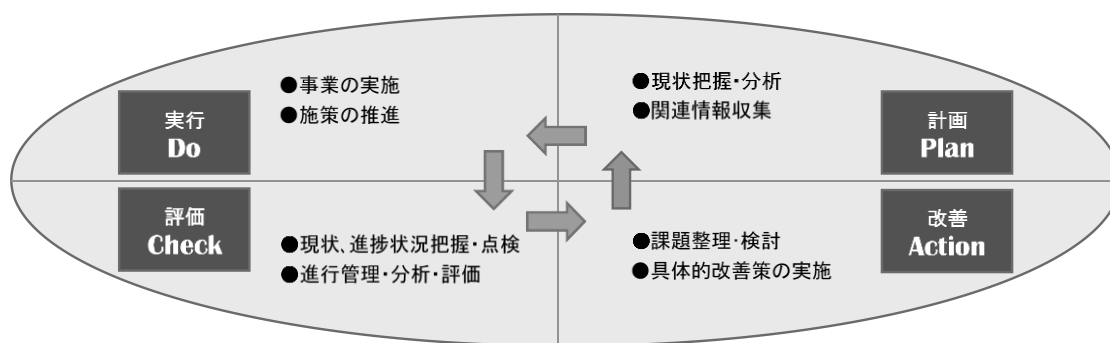 実行
Do
●事業の実施
●施策の推進
●現状把握・分析
●関連情報収集
計画
Plan
評価
Check
●現状、進捗状況把握・点検
●進行管理・分析・評価
●課題整理・検討
●具体的改善策の実施
改善
Action